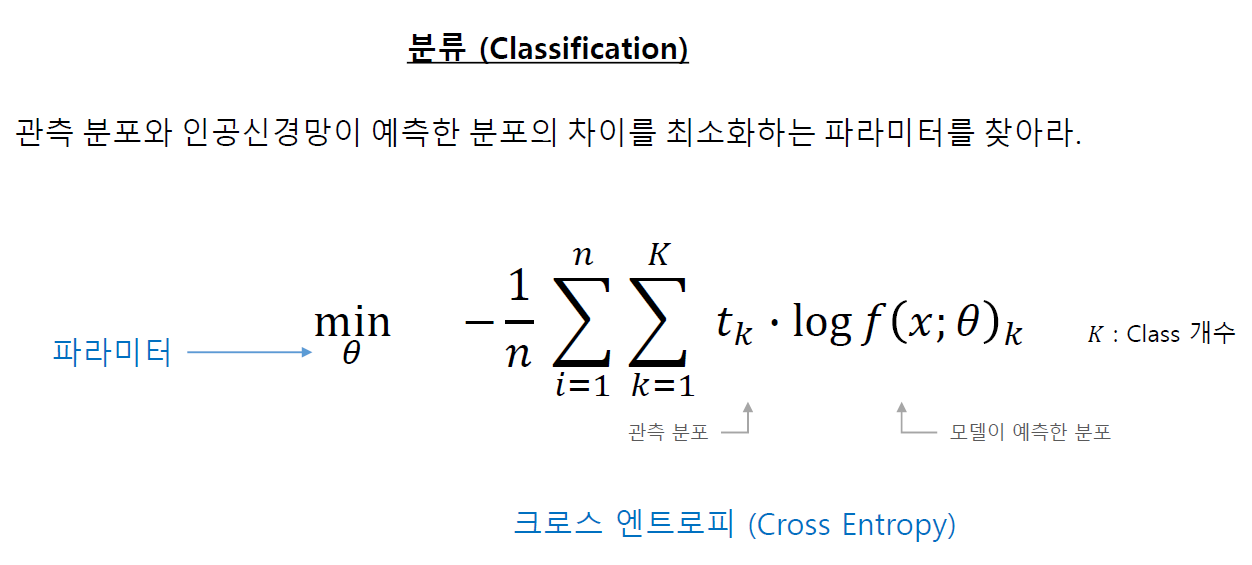 분류 (Classification)
관측 분포와 인공신경망이 예측한 분포의 차이를 최소화하는 파라미터를 찾아라.
파라미터
min θ − 1/n ∑ i=1 n ∑ k=1 K t_k · log f(x; θ)_k
K : Class 개수
관측 분포
모델이 예측한 분포
크로스 엔트로피 (Cross Entropy)